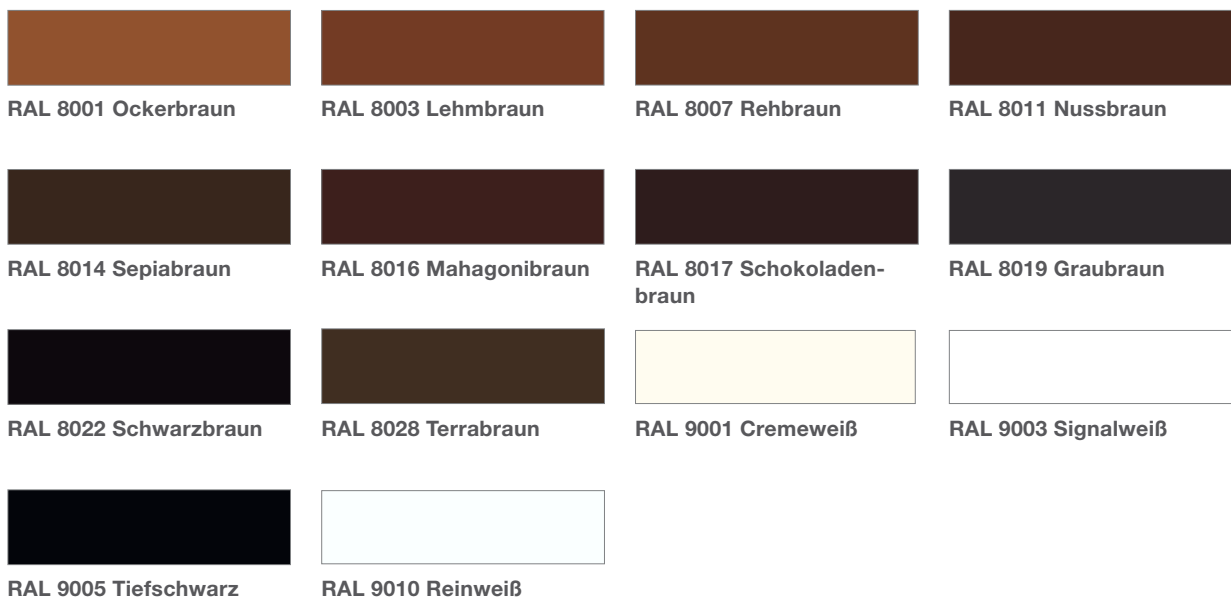 RAL 8001 Ockerbraun
RAL 8003 Lehmbraun
RAL 8007 Rehbraun
RAL 8011 Nussbraun
RAL 8014 Sepiabraun
RAL 8016 Mahagonibraun
RAL 8017 Schokoladen-
braun
RAL 8019 Graubraun
RAL 8022 Schwarzbraun
RAL 8028 Terrabraun
RAL 9001 Cremeweiß
RAL 9003 Signalweiß
RAL 9005 Tiefschwarz
RAL 9010 Reinweiß